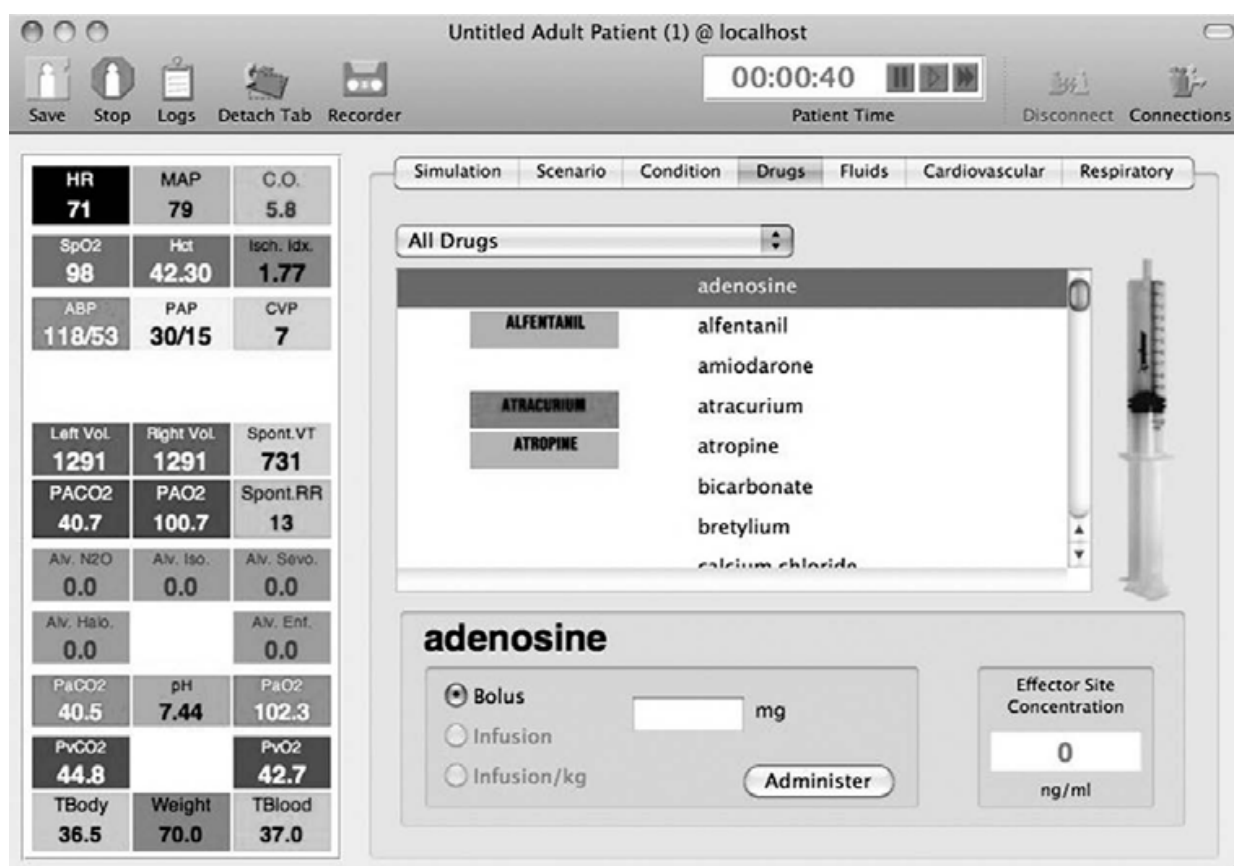 Untitled Adult Patient (1) @ localhost
00:00:40
Save Stop Logs Detach Tab Recorder Patient Time Disconnect Connections
Simulation Scenario Condition Drugs Fluids Cardiovascular Respiratory
HR MAP C.O.
71 79 5.8
SpO2 Hct Isch. Idx.
98 42.30 1.77
ABP PAP CVP
118/53 30/15 7
Left Vol. Right Vol. Spont.VT
1291 1291 731
PACO2 PAO2 Spont.RR
40.7 100.7 13
Alv. N2O Alv. Iso. Alv. Sevo.
0.0 0.0 0.0
Alv. Halo. Alv. Enf.
0.0 0.0
PaCO2 pH PaO2
40.5 7.44 102.3
PvCO2 PvO2
44.8 42.7
TBody Weight TBlood
36.5 70.0 37.0
All Drugs
adenosine
ALFENTANIL alfentanil
amiodarone
ATRACURIUM atracurium
ATROPINE atropine
bicarbonate
bretylium
calcium chloride
adenosine
Bolus mg
Infusion
Infusion/kg
Administer
Effector Site
Concentration
0
ng/ml